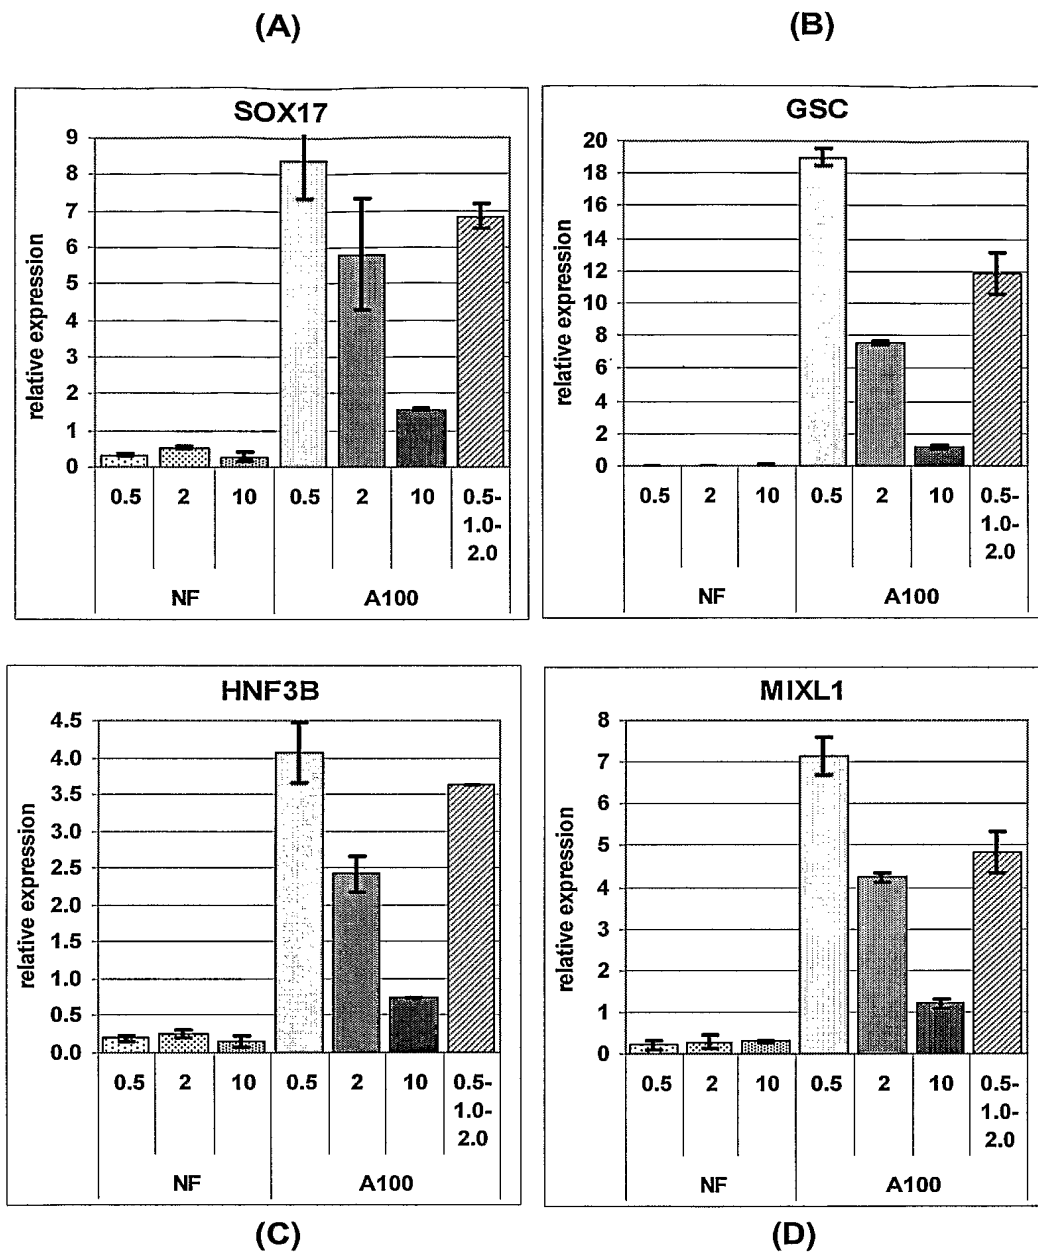 (A)
(B)
SOX17
9
8
7
6
5
4
3
2
1
0
relative expression
0.5 2 10 0.5 2 10 0.5-
1.0-
2.0
NF A100
GSC
20
18
16
14
12
10
8
6
4
2
0
relative expression
0.5 2 10 0.5 2 10 0.5-
1.0-
2.0
NF A100
HNF3B
4.5
4.0
3.5
3.0
2.5
2.0
1.5
1.0
0.5
0.0
relative expression
0.5 2 10 0.5 2 10 0.5-
1.0-
2.0
NF A100
MIXL1
8
7
6
5
4
3
2
1
0
relative expression
0.5 2 10 0.5 2 10 0.5-
1.0-
2.0
NF A100
(C)
(D)